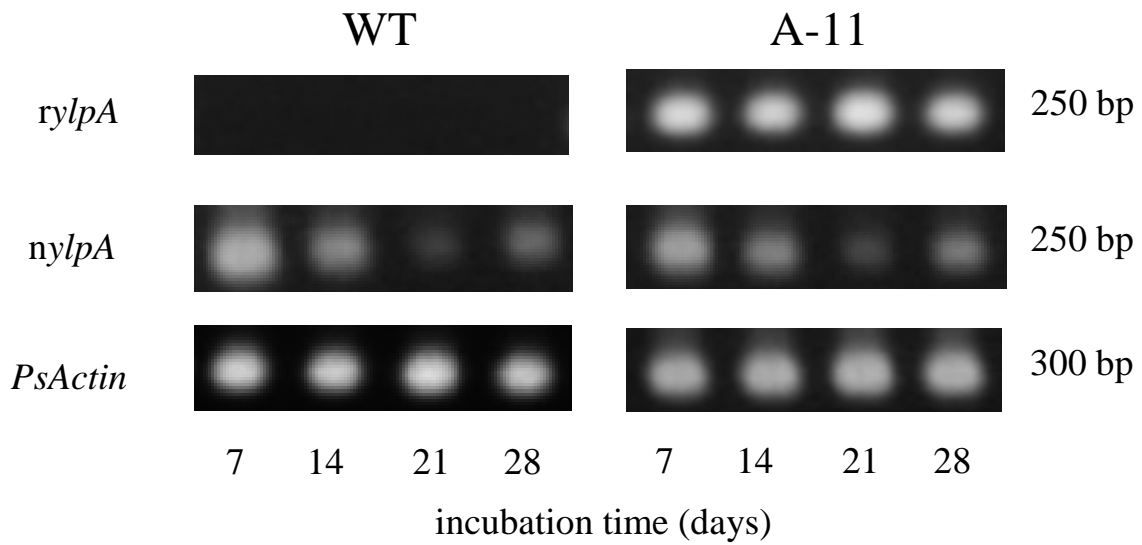 WT A-11
rylpA 250 bp
nylpA 250 bp
PsActin 300 bp
7 14 21 28 7 14 21 28
incubation time (days)